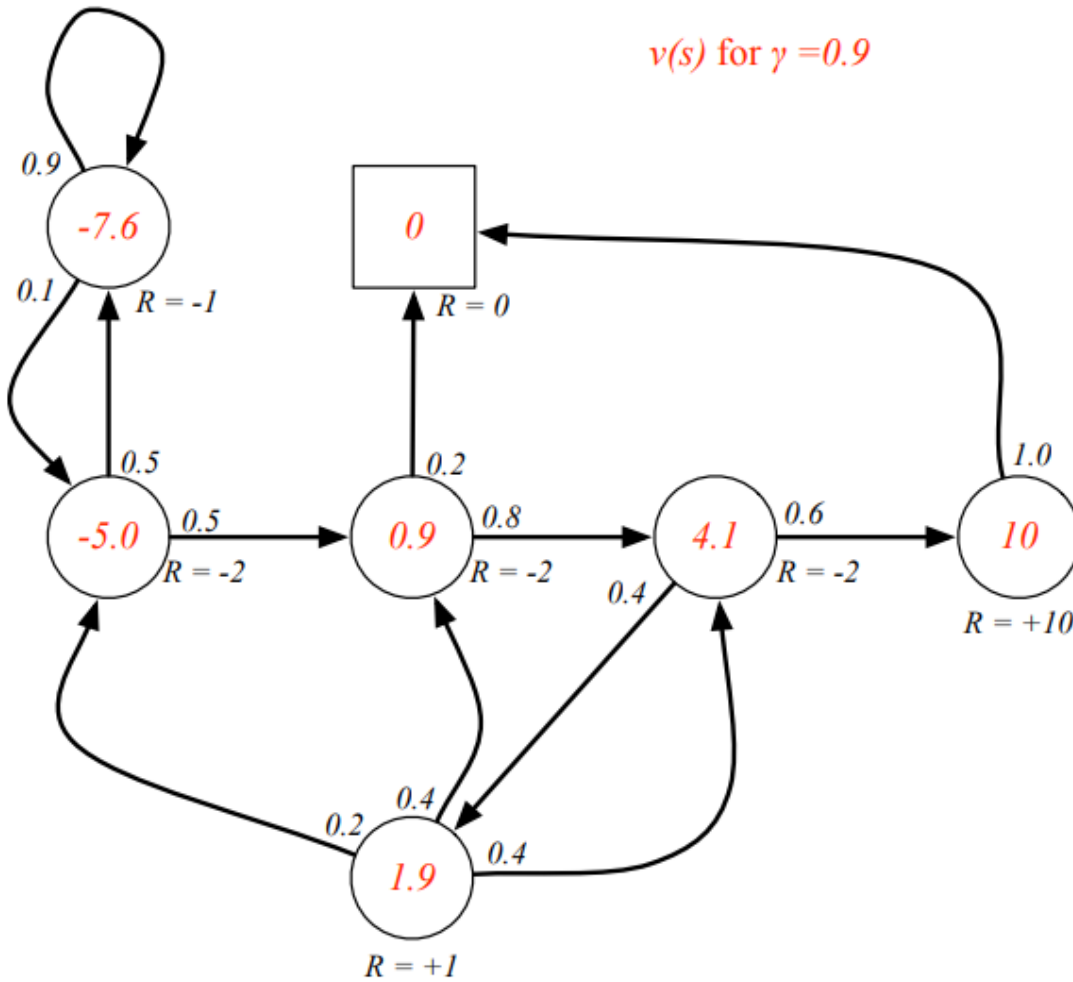 v(s) for γ =0.9
0.9
-7.6
0
0.1
R = -1
R = 0
1.0
0.5
0.2
-5.0
0.5
0.9
0.8
4.1
0.6
10
R = -2
R = -2
0.4
R = -2
R = +10
0.4
0.2
0.4
1.9
R = +1